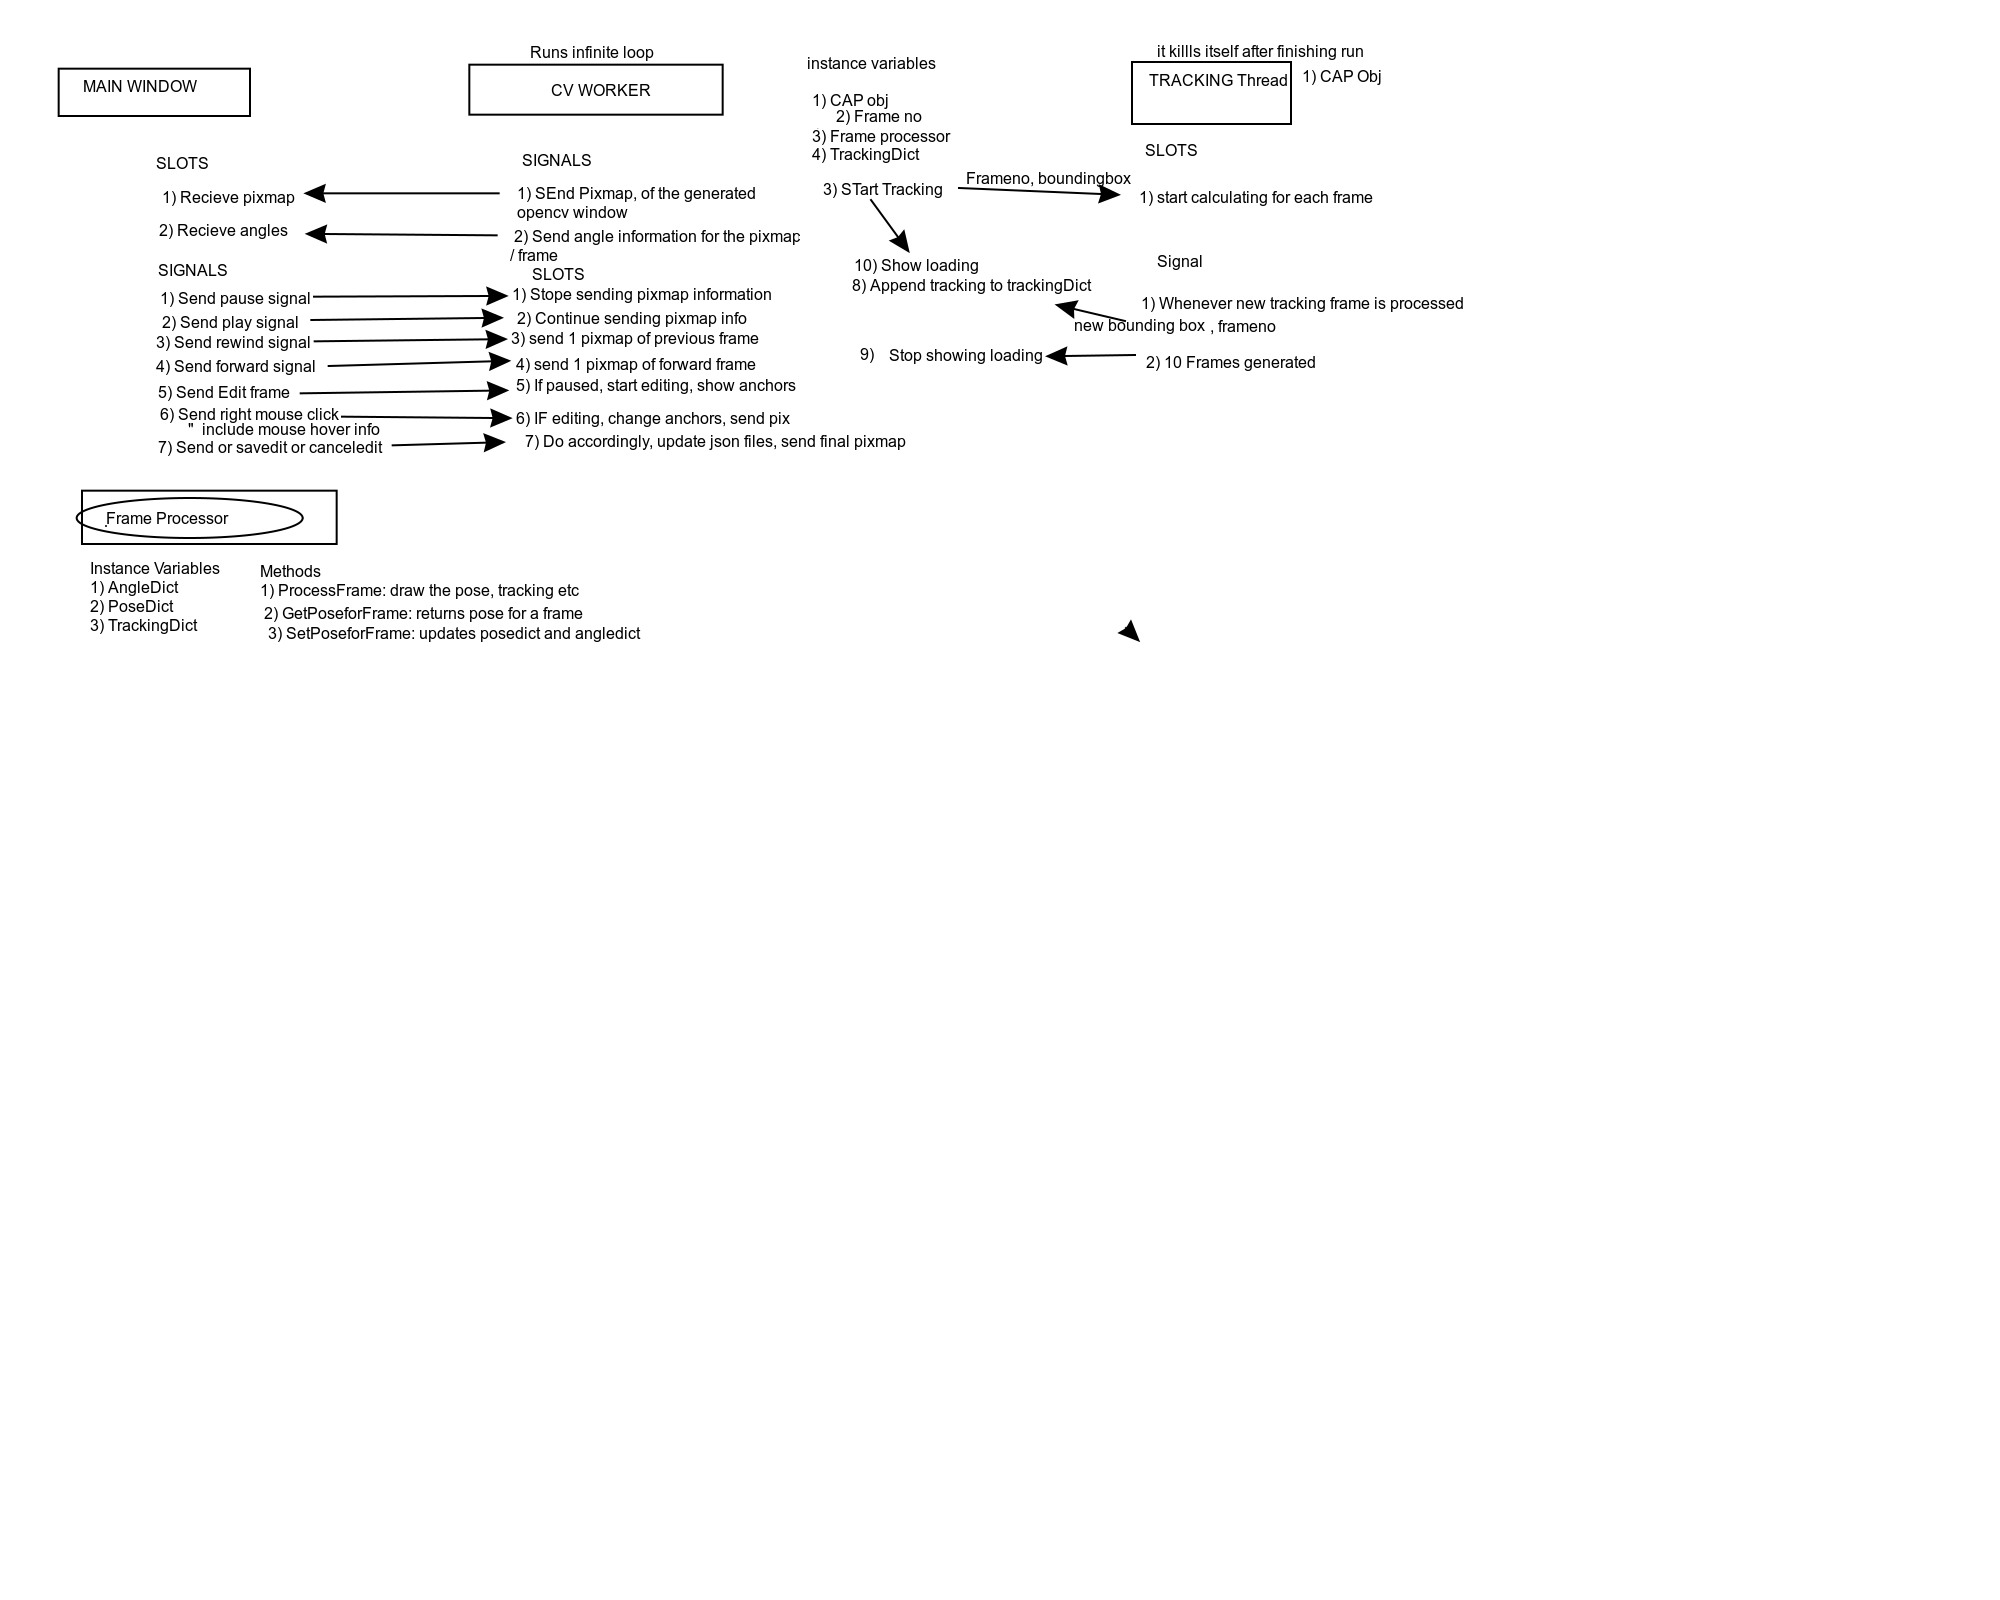 MAIN WINDOW
SLOTS
1) Recieve pixmap
2) Recieve angles
SIGNALS
1) Send pause signal
2) Send play signal
3) Send rewind signal
4) Send forward signal
5) Send Edit frame
6) Send right mouse click
" include mouse hover info
7) Send or savedit or canceledit
Runs infinite loop
CV WORKER
SIGNALS
1) SEnd Pixmap, of the generated
opencv window
2) Send angle information for the pixmap
/ frame
SLOTS
1) Stope sending pixmap information
2) Continue sending pixmap info
3) send 1 pixmap of previous frame
4) send 1 pixmap of forward frame
5) If paused, start editing, show anchors
6) IF editing, change anchors, send pix
7) Do accordingly, update json files, send final pixmap
instance variables
1) CAP obj
2) Frame no
3) Frame processor
4) TrackingDict
3) STart Tracking
Frameno, boundingbox
10) Show loading
8) Append tracking to trackingDict
9) Stop showing loading
it killls itself after finishing run
TRACKING Thread
1) CAP Obj
SLOTS
1) start calculating for each frame
Signal
1) Whenever new tracking frame is processed
new bounding box , frameno
2) 10 Frames generated
Frame Processor
Instance Variables
1) AngleDict
2) PoseDict
3) TrackingDict
Methods
1) ProcessFrame: draw the pose, tracking etc
2) GetPoseforFrame: returns pose for a frame
3) SetPoseforFrame: updates posedict and angledict